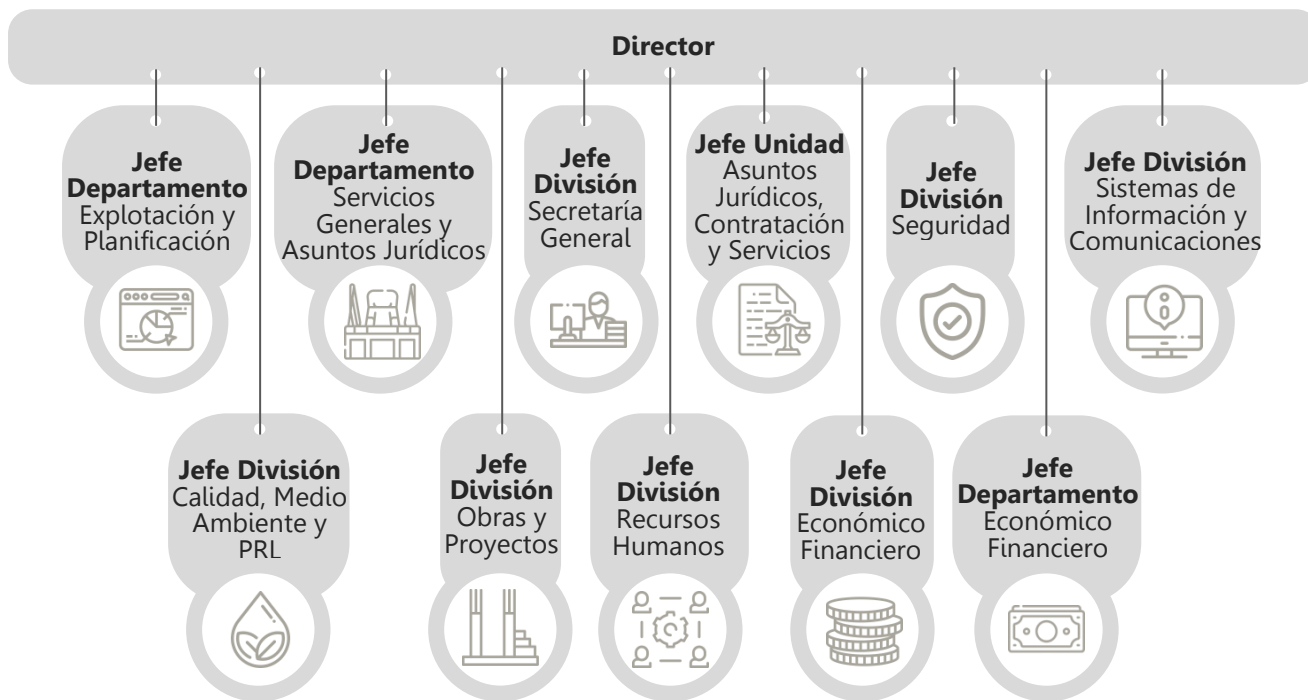 Director
Jefe
Departamento
Explotación y
Planificación
Jefe
Departamento
Servicios
Generales y
Asuntos Jurídicos
Jefe
División
Secretaría
General
Jefe Unidad
Asuntos
Jurídicos,
Contratación
y Servicios
Jefe
División
Seguridad
Jefe División
Sistemas de
Información y
Comunicaciones
Jefe División
Calidad, Medio
Ambiente y
PRL
Jefe
División
Obras y
Proyectos
Jefe
División
Recursos
Humanos
Jefe
División
Económico
Financiero
Jefe
Departamento
Económico
Financiero